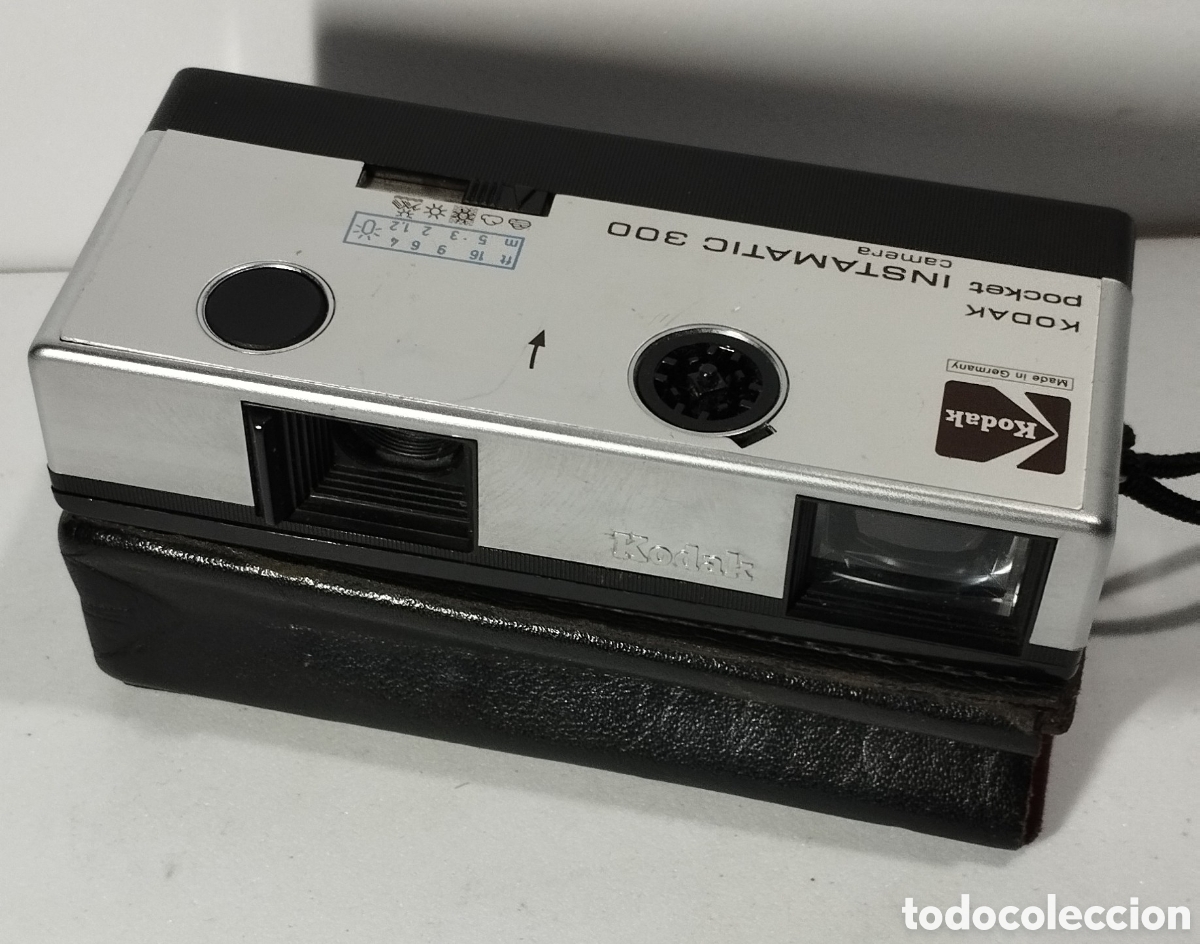 KODAK
pocket INSTAMATIC 300
camera
Made in Germany
Kodak
ft 16 9 6 4
m 5 · 3 2 1,2
Kodak
todocoleccion